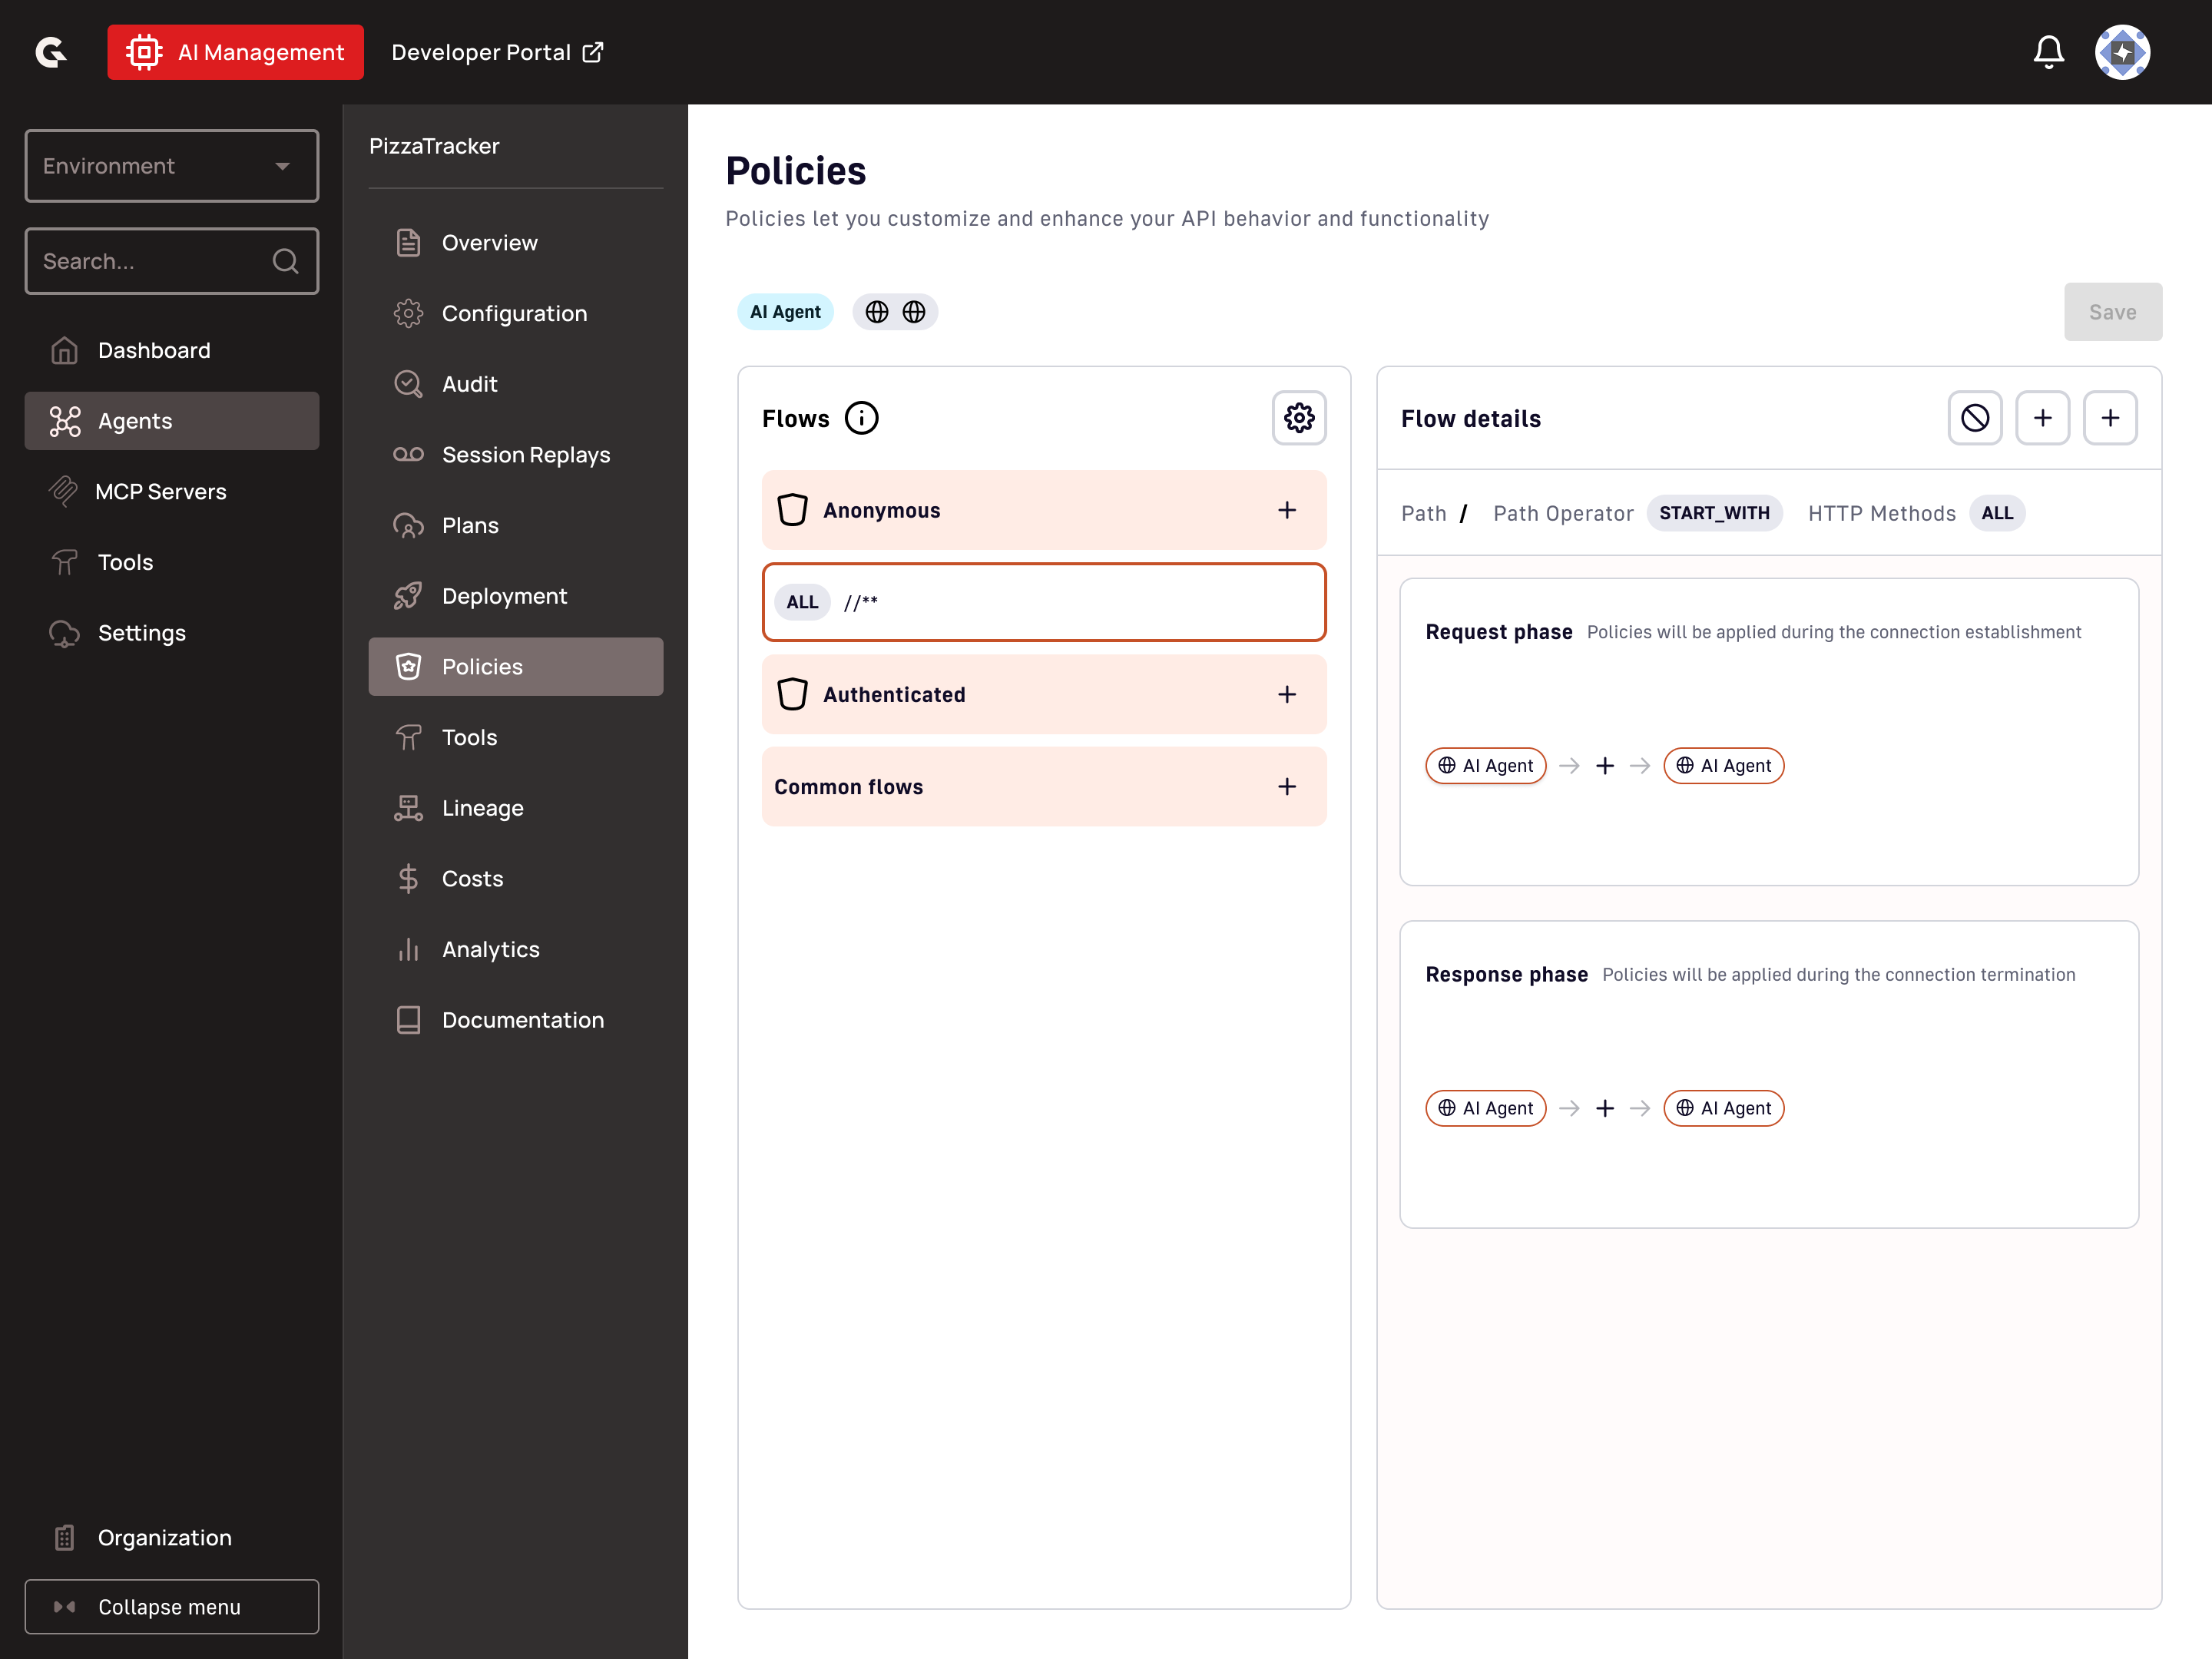 AI Management
Developer Portal
Environment
Search...
Dashboard
Agents
MCP Servers
Tools
Settings
Organization
Collapse menu
PizzaTracker
Overview
Configuration
Audit
Session Replays
Plans
Deployment
Policies
Tools
Lineage
Costs
Analytics
Documentation
Policies
Policies let you customize and enhance your API behavior and functionality
AI Agent
Save
Flows
Anonymous
ALL //**
Authenticated
Common flows
Flow details
Path / Path Operator START_WITH HTTP Methods ALL
Request phase Policies will be applied during the connection establishment
AI Agent AI Agent
Response phase Policies will be applied during the connection termination
AI Agent AI Agent